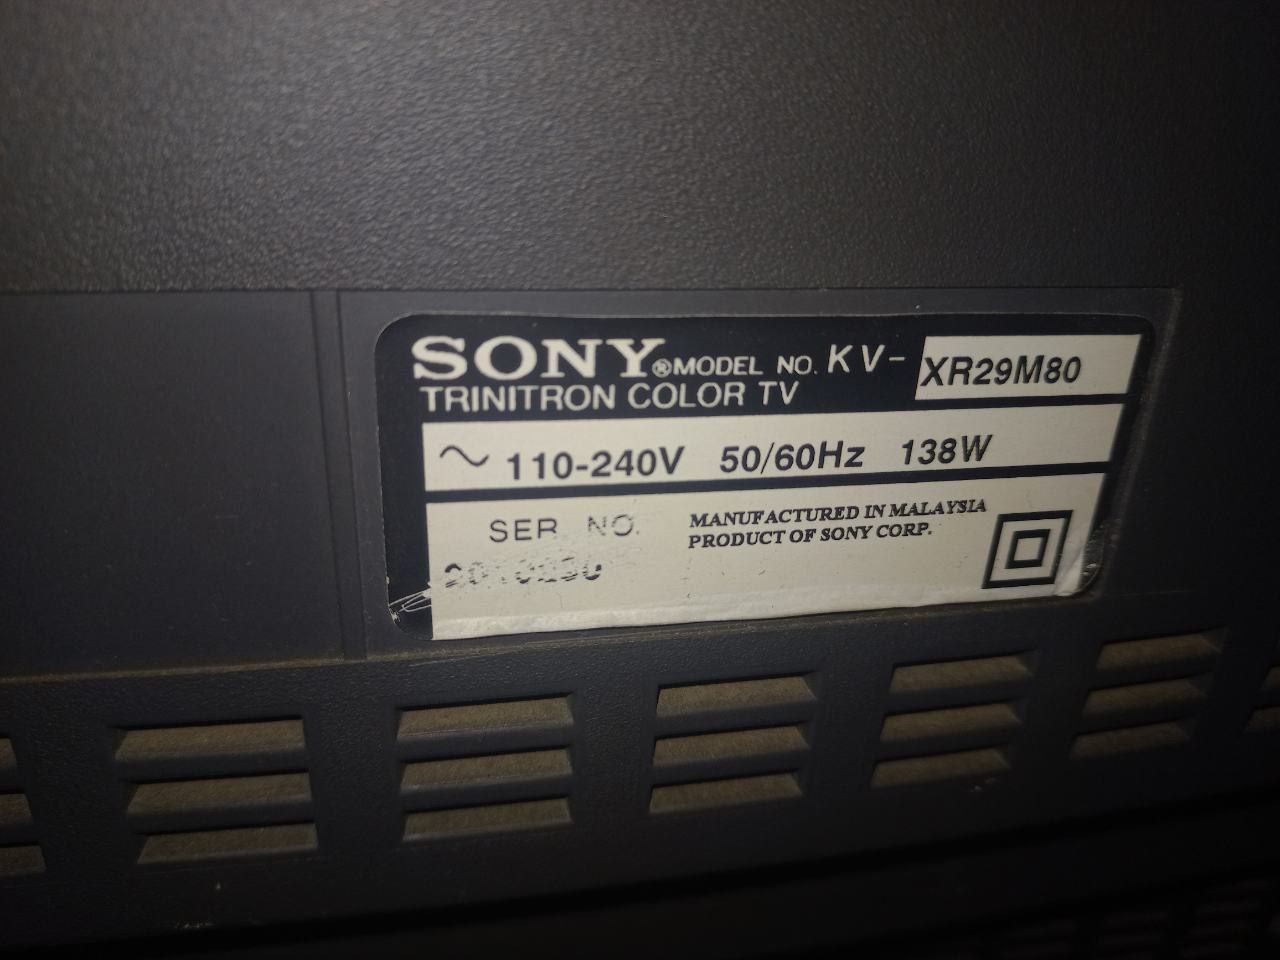 SONY® MODEL NO. KV- XR29M80
TRINITRON COLOR TV
~ 110-240V 50/60Hz 138W
SER NO.
MANUFACTURED IN MALAYSIA
PRODUCT OF SONY CORP.